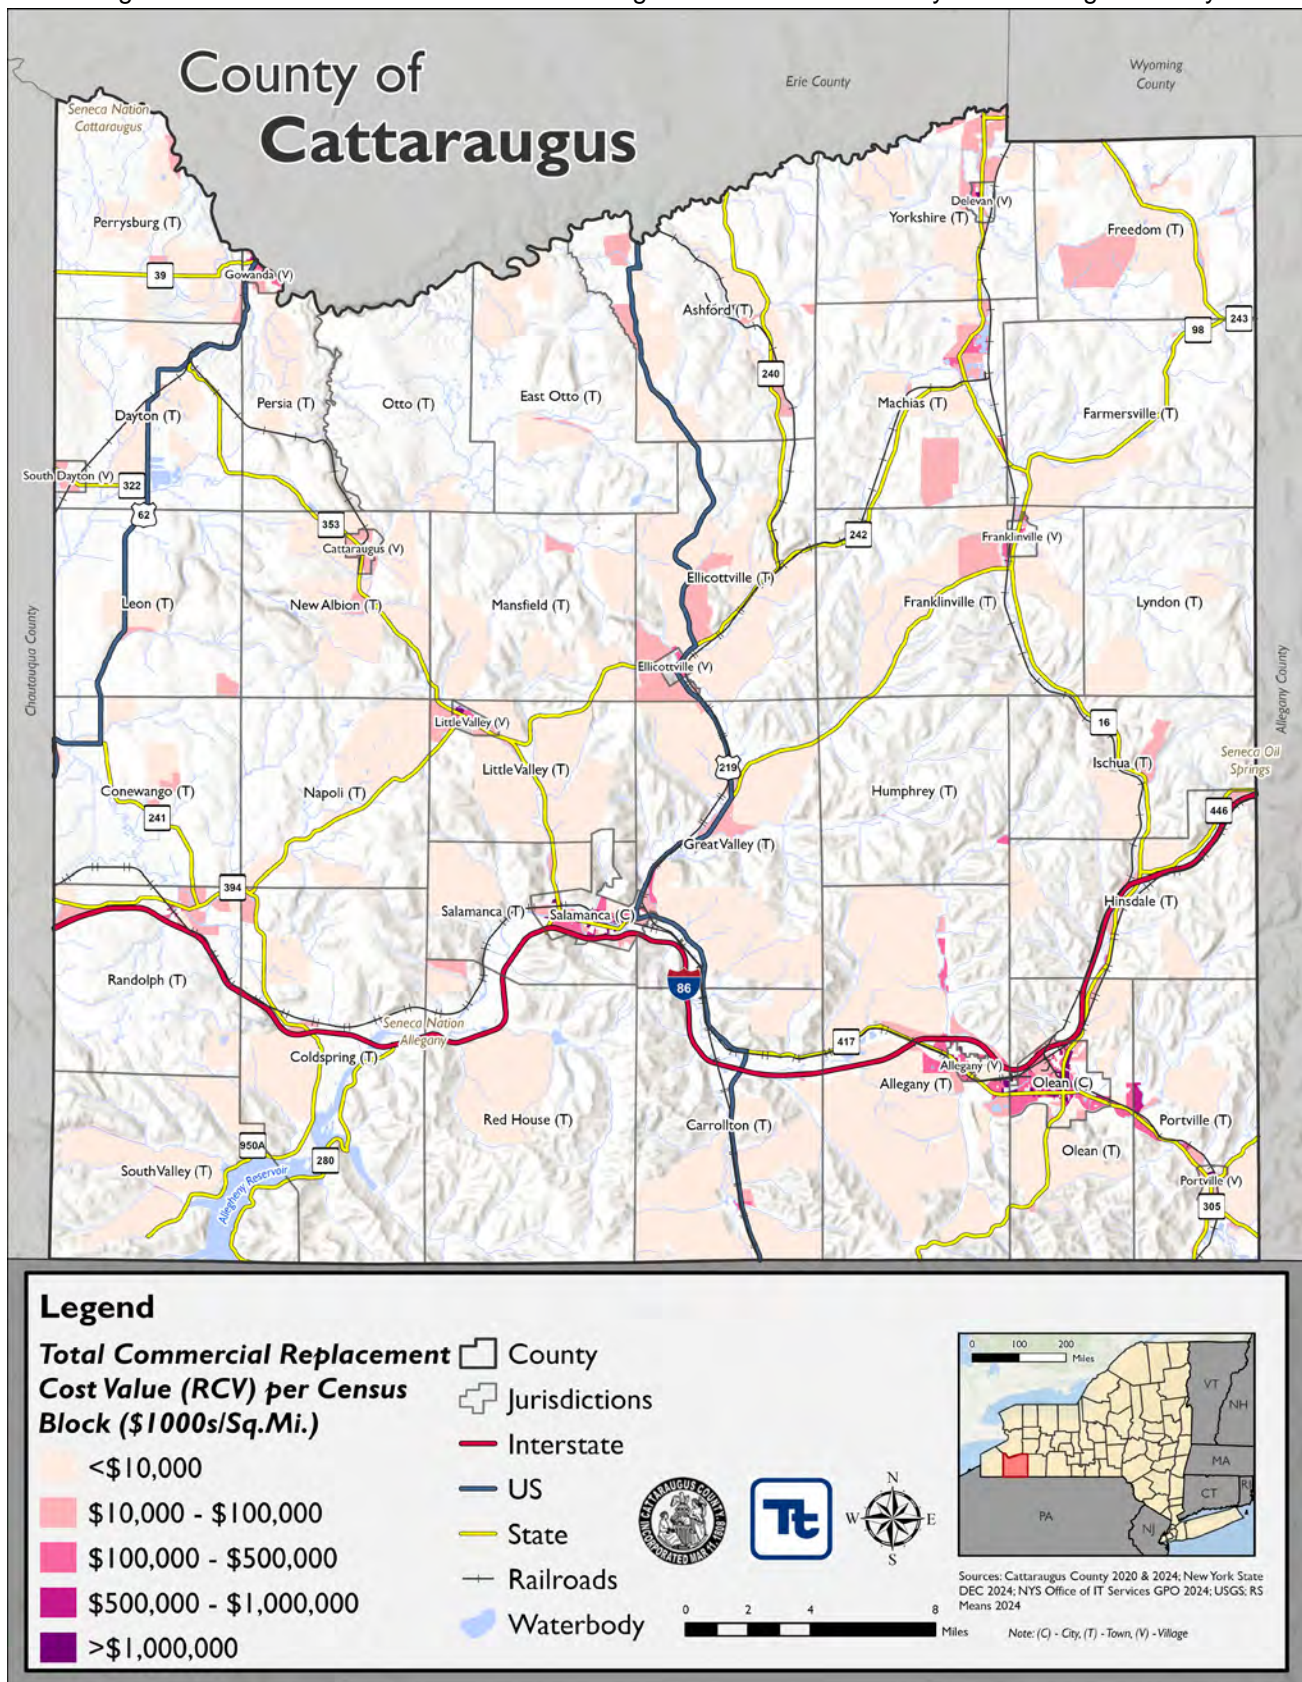 County of
Cattaraugus
Erie County
Wyoming
County
Seneca Nation
Cattaraugus
Delevan (V)
Yorkshire (T)
Perrysburg (T)
Freedom (T)
39
Gowanda (V)
Ashford (T)
243
98
240
East Otto (T)
Persia (T)
Otto (T)
Machias (T)
Dayton (T)
Farmersville (T)
South Dayton (V)
322
62
353
242
Franklinville (V)
Cattaraugus (V)
Ellicottville (T)
Leon (T)
New Albion (T)
Mansfield (T)
Franklinville (T)
Lyndon (T)
Chautauqua County
Allegany County
Ellicottville (V)
Little Valley (V)
16
Seneca Oil
Springs
Ischua (T)
219
Little Valley (T)
Conewango (T)
Napoli (T)
Humphrey (T)
446
241
Great Valley (T)
394
Hinsdale (T)
Salamanca (T)
Salamanca (C)
Randolph (T)
86
Seneca Nation
Allegany
417
Coldspring (T)
Allegany (V)
Allegany (T)
Olean (C)
Red House (T)
Carrollton (T)
Portville (T)
950A
280
Olean (T)
South Valley (T)
Allegheny Reservoir
Portville (V)
305
Legend
Total Commercial Replacement
Cost Value (RCV) per Census
Block ($1000s/Sq.Mi.)
<$10,000
$10,000 - $100,000
$100,000 - $500,000
$500,000 - $1,000,000
>$1,000,000
County
Jurisdictions
Interstate
US
State
Railroads
Waterbody
CATTARAUGUS COUNTY.
INCORPORATED MAR. 11. 1808
Tt
N
W E
S
0 2 4 8
Miles
0 100 200
Miles
VT
NH
MA
CT
RI
PA
NJ
Sources: Cattaraugus County 2020 & 2024; New York State
DEC 2024; NYS Office of IT Services GPO 2024; USGS; RS
Means 2024
Note: (C) - City, (T) - Town, (V) - Village